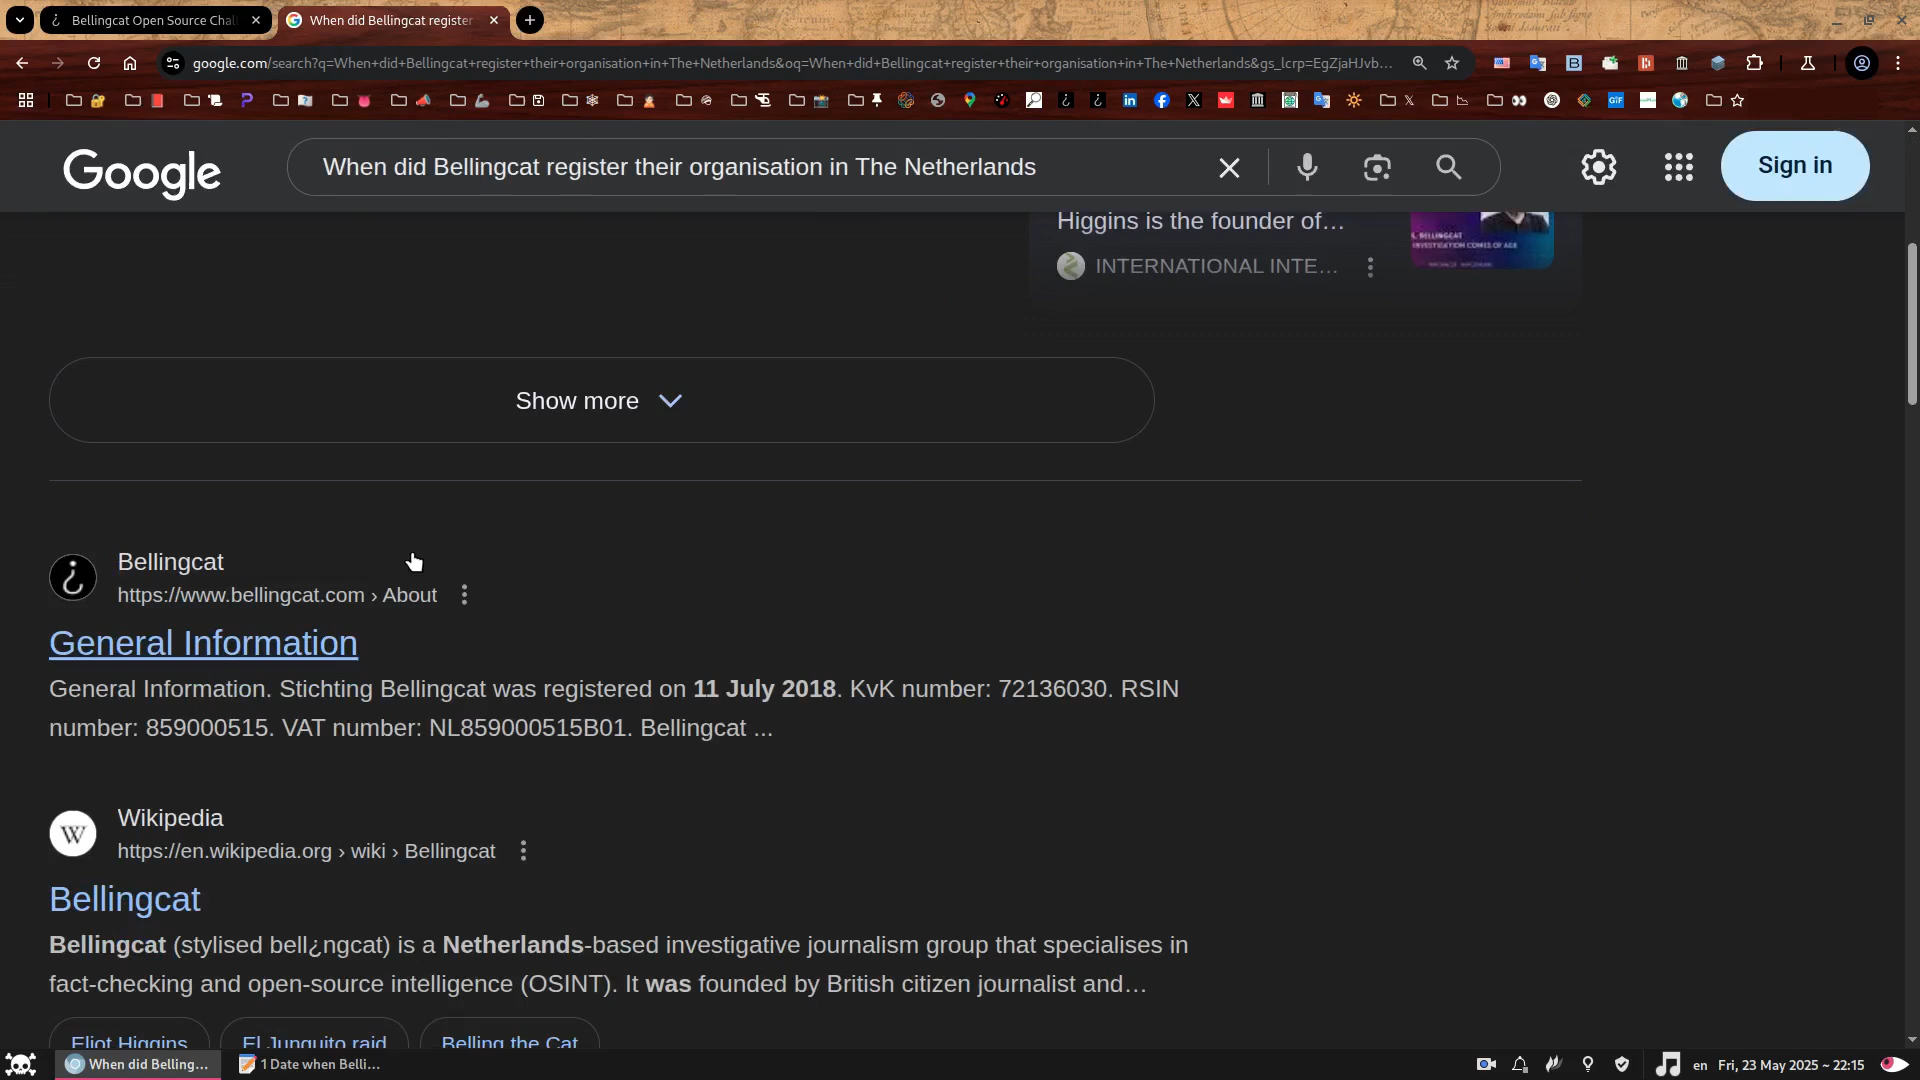 Bellingcat Open Source Chal
When did Bellingcat register
google.com/search?q=When+did+Bellingcat+register+their+organisation+in+The+Netherlands&oq=When+did+Bellingcat+register+their+organisation+in+The+Netherlands&gs_lcrp=EgZjaHJvb...
Google
When did Bellingcat register their organisation in The Netherlands
Sign in
Higgins is the founder of...
INTERNATIONAL INTE...
Show more
Bellingcat
https://www.bellingcat.com › About
General Information
General Information. Stichting Bellingcat was registered on 11 July 2018. KvK number: 72136030. RSIN
number: 859000515. VAT number: NL859000515B01. Bellingcat ...
Wikipedia
https://en.wikipedia.org › wiki › Bellingcat
Bellingcat
Bellingcat (stylised bell¿ngcat) is a Netherlands-based investigative journalism group that specialises in
fact-checking and open-source intelligence (OSINT). It was founded by British citizen journalist and...
Eliot Higgins
El Junquito raid
Belling the Cat
When did Belling...
1 Date when Belli...
en
Fri, 23 May 2025 ~ 22:15